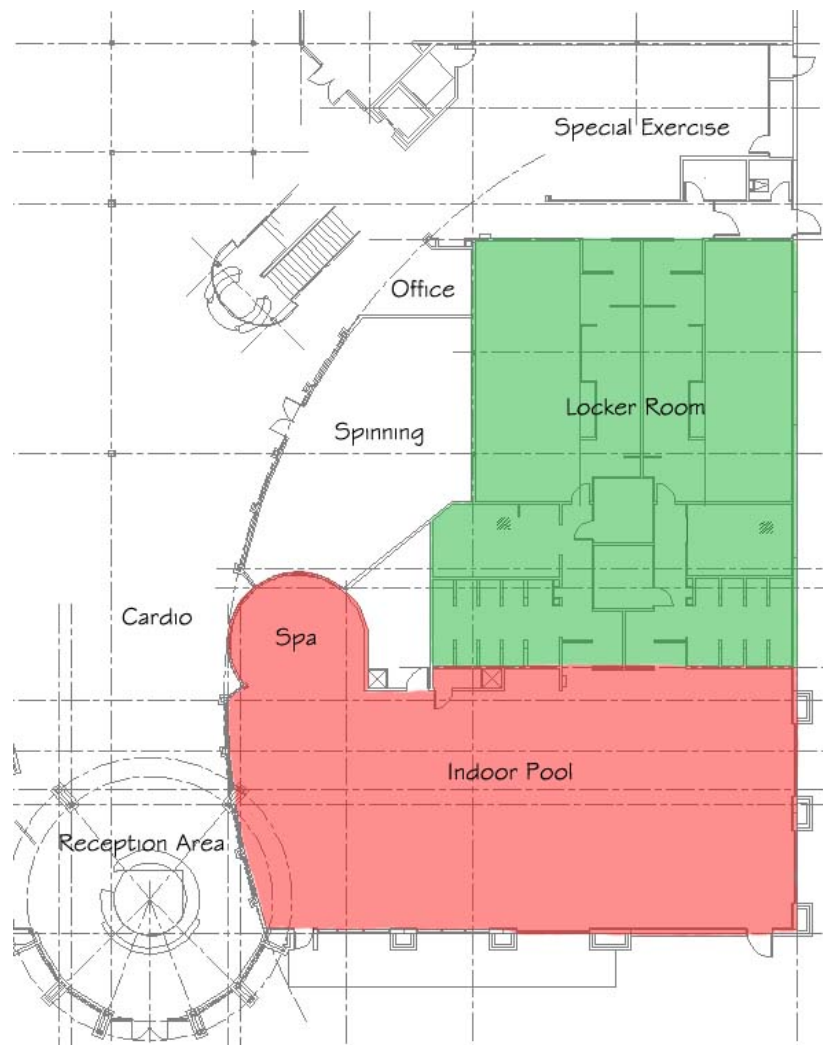 Special Exercise
Office
Locker Room
Spinning
Cardio
Spa
Indoor Pool
Reception Area